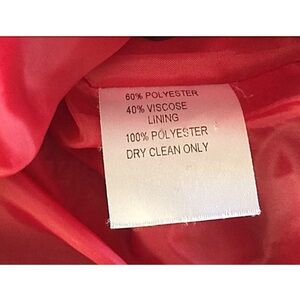 60% POLYESTER
40% VISCOSE
LINING
100% POLYESTER
DRY CLEAN ONLY